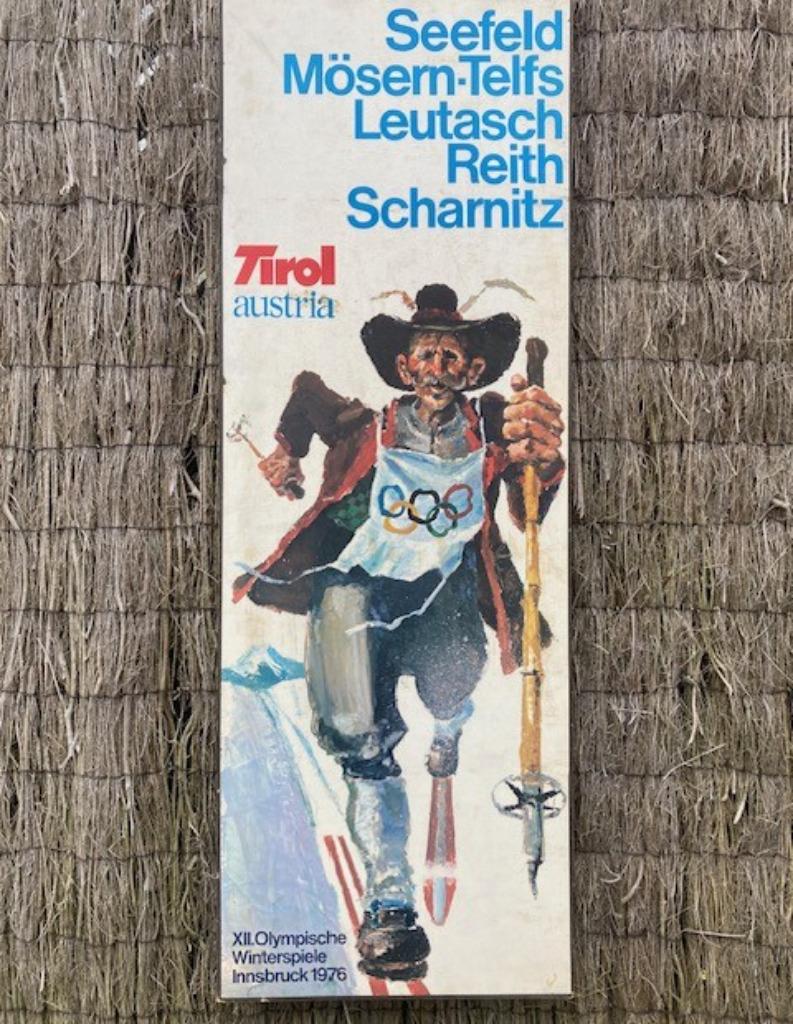 Seefeld
Mösern-Telfs
Leutasch
Reith
Scharnitz
Tirol
austria
XII.Olympische
Winterspiele
Innsbruck 1976